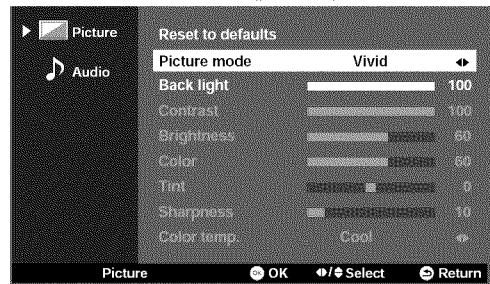 Picture
Audio
Reset to defaults
Picture mode Vivid
Back light 100
Contrast 100
Brightness 60
Color 60
Tint 0
Sharpness 10
Color temp. Cool
Picture OK OK Select Return